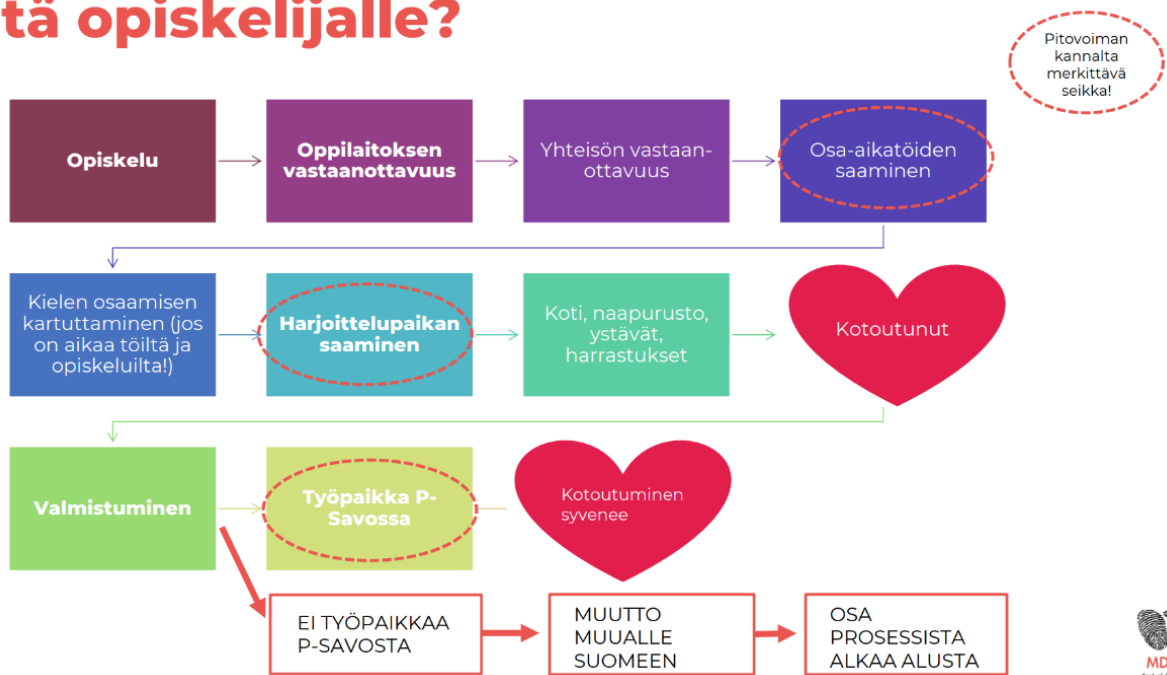 tä opiskelijalle?
Pitovoiman
kannalta
merkittävä
seikka!
Opiskelu
Oppilaitoksen
vastaanottavuus
Yhteisön vastaan-
ottavuus
Osa-aikatöiden
saaminen
Kielen osaamisen
kartuttaminen (jos
on aikaa töiltä ja
opiskeluilta!)
Harjoittelupaikan
saaminen
Koti, naapurusto,
ystävät,
harrastukset
Kotoutunut
Valmistuminen
Työpaikka P-
Savossa
Kotoutuminen
syvenee
EI TYÖPAIKKAA
P-SAVOSTA
MUUTTO
MUUALLE
SUOMEEN
OSA
PROSESSISTA
ALKAA ALUSTA
MD